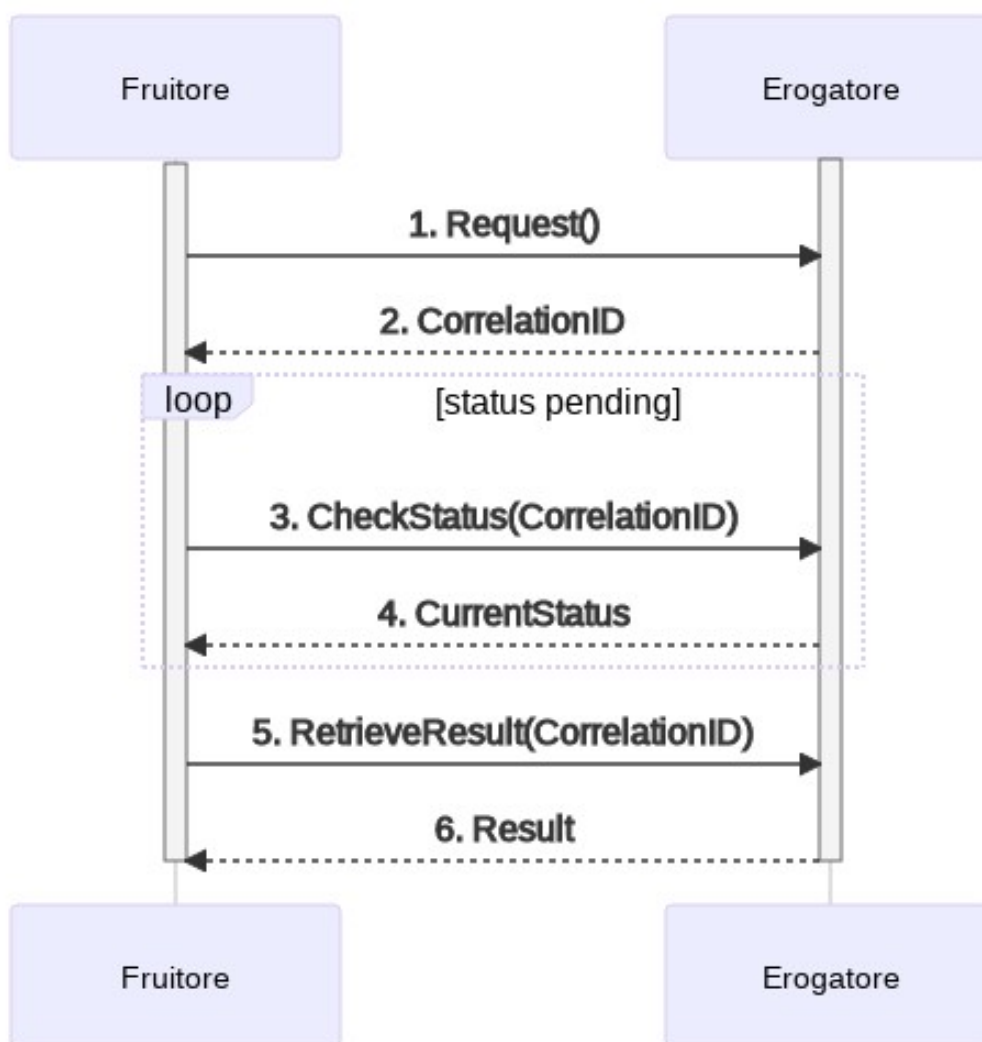 Fruitore
Erogatore
1. Request()
2. CorrelationID
loop
[status pending]
3. CheckStatus(CorrelationID)
4. CurrentStatus
5. RetrieveResult(CorrelationID)
6. Result
Fruitore
Erogatore